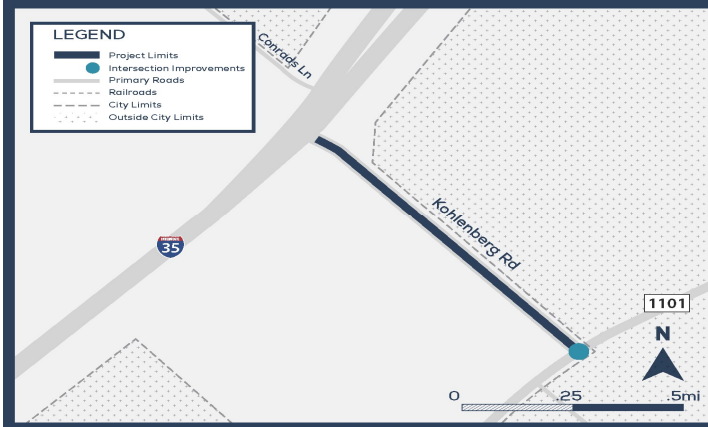 LEGEND
Project Limits
Intersection Improvements
Primary Roads
Railroads
City Limits
Outside City Limits
Conrads Ln
35
Kohlenberg Rd
1101
N
0 .25 .5mi